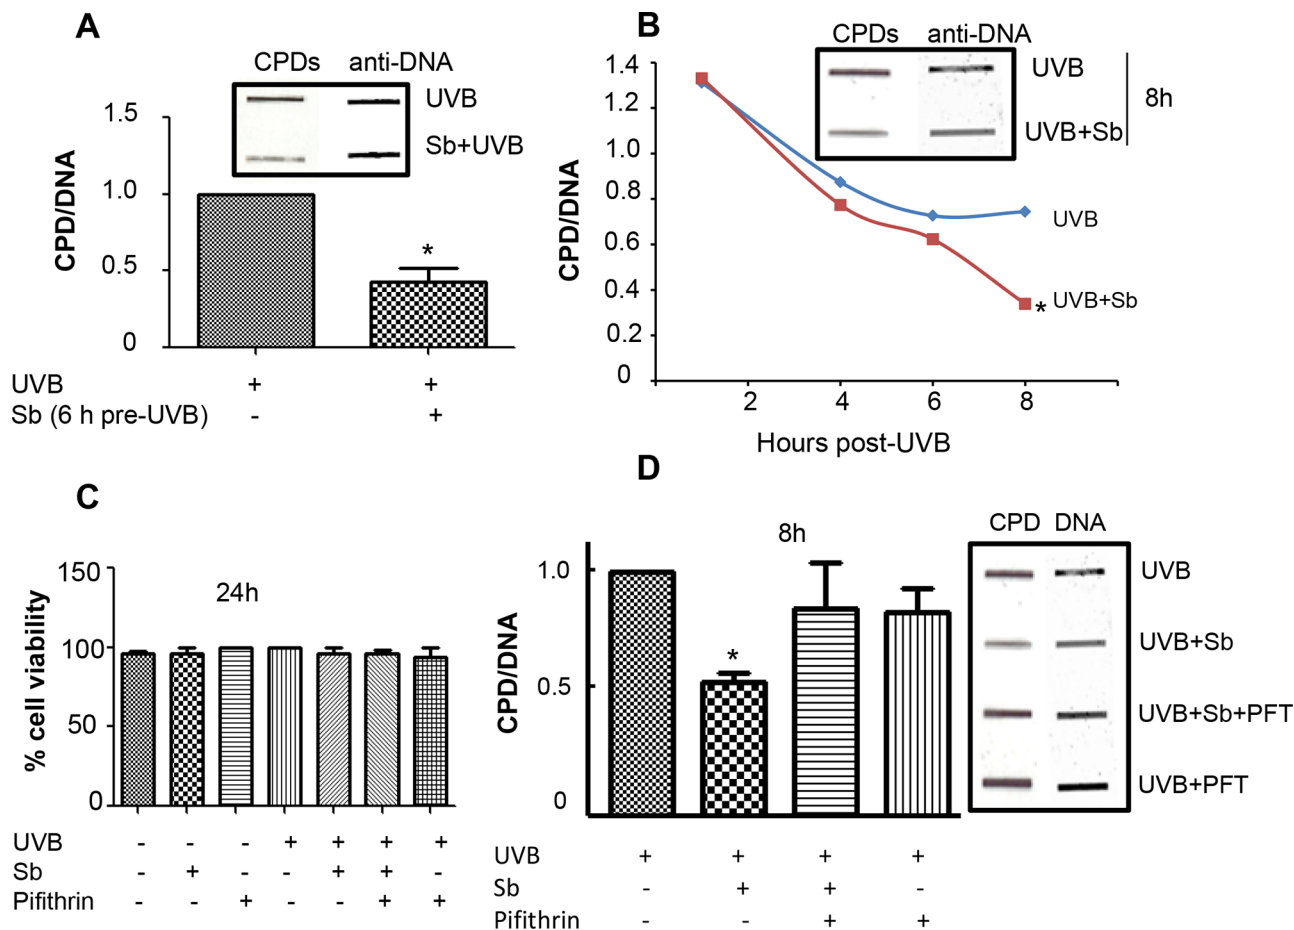 A
CPDs anti-DNA
UVB
Sb+UVB
CPD/DNA
1.5
1.0
0.5
0
*
UVB + +
Sb (6 h pre-UVB) - +
B
CPDs anti-DNA
UVB
UVB+Sb
8h
CPD/DNA
1.4
1.2
1.0
0.8
0.6
0.4
0.2
0
UVB
* UVB+Sb
2 4 6 8
Hours post-UVB
C
24h
% cell viability
150
100
50
0
UVB - - - + + + +
Sb - + - - + + -
Pifithrin - - + - - + +
D
8h
CPD/DNA
1.0
0.5
0
*
UVB + + + +
Sb - + + -
Pifithrin - - + +
CPD DNA
UVB
UVB+Sb
UVB+Sb+PFT
UVB+PFT